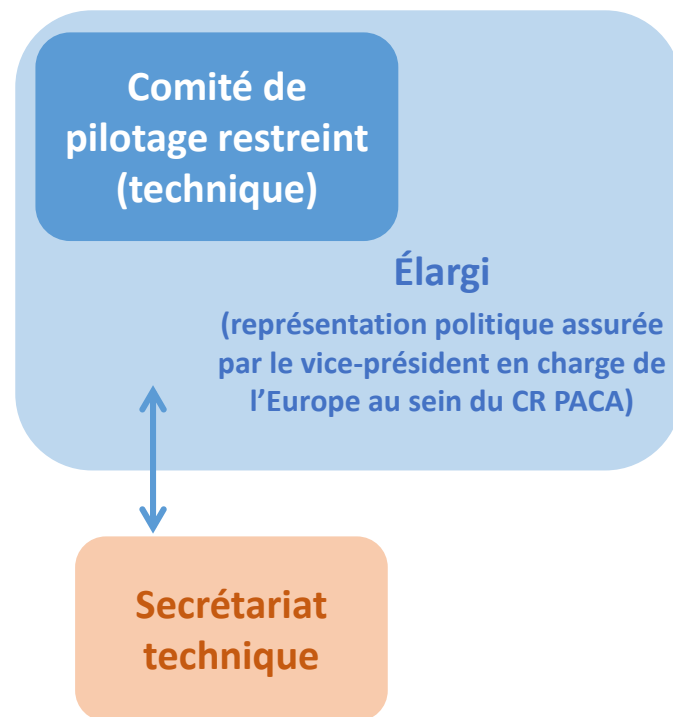 Comité de
pilotage restreint
(technique)
Élargi
(représentation politique assurée
par le vice-président en charge de
l’Europe au sein du CR PACA)
Secrétariat
technique